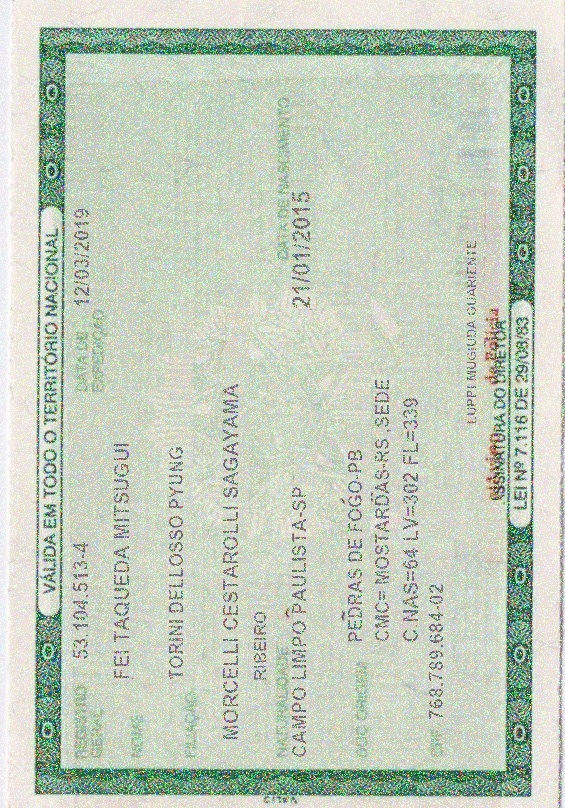 VÁLIDA EM TODO O TERRITÓRIO NACIONAL
REGISTRO GERAL 53.104.513-4 DATA DE EXPEDIÇÃO 12/03/2019
NOME FEI TAQUEDA MITSUGUI
FILIAÇÃO TORINI DELLOSSO PYUNG
MORCELLI CESTAROLLI SAGAYAMA
RIBEIRO
NATURALIDADE DATA DE NASCIMENTO
CAMPO LIMPO PAULISTA-SP 21/01/2015
DOC ORIGEM PEDRAS DE FOGO-PB
CMC= MOSTARDAS-RS ,SEDE
C NAS=64 LV=302 FL=339
CPF 768.789.684-02
LUPPI MUGIUDA GUARIENTE
ASSINATURA DO DIRETOR
LEI Nº 7.116 DE 29/08/83